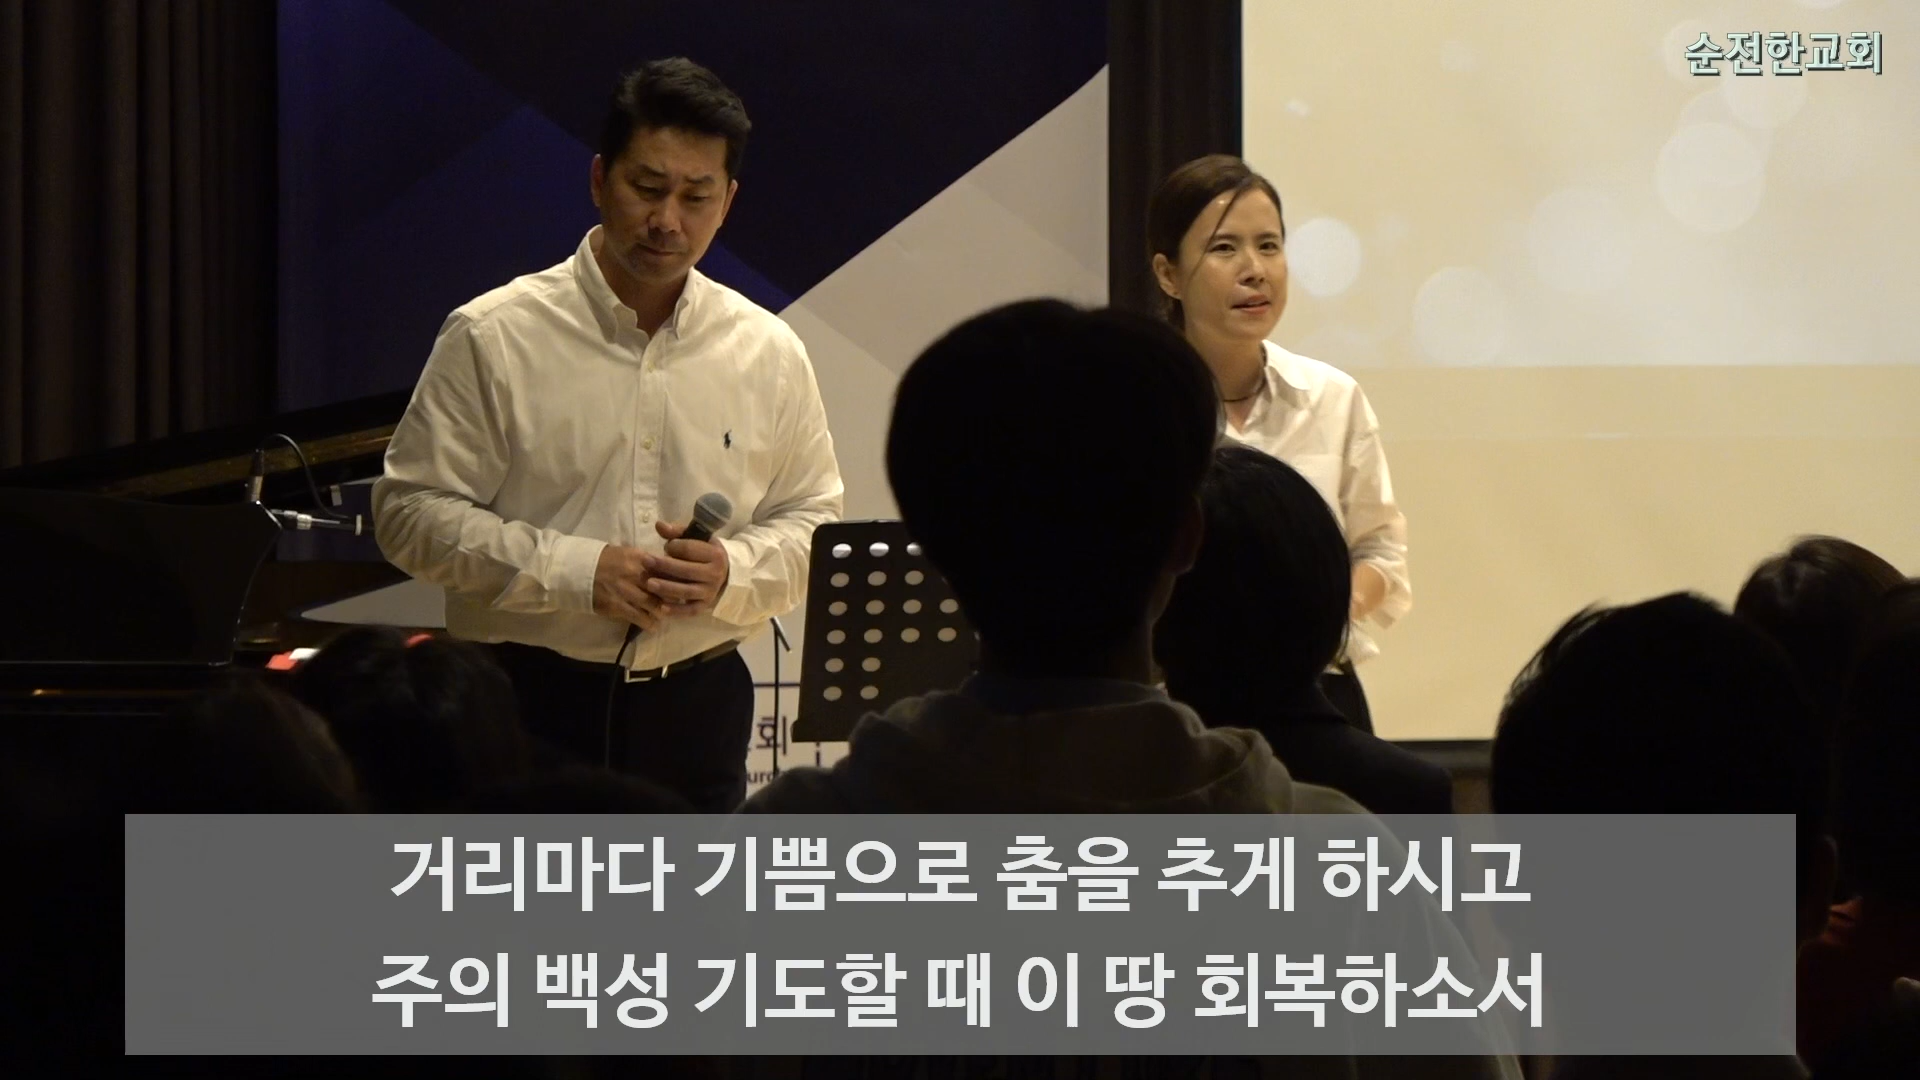 순전한교회
회
거리마다 기쁨으로 춤을 추게 하시고
주의 백성 기도할 때 이 땅 회복하소서